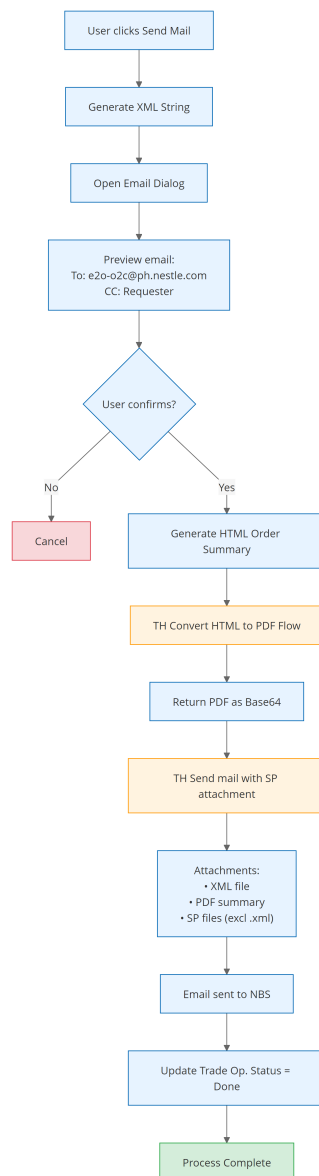 User clicks Send Mail
Generate XML String
Open Email Dialog
Preview email:
To: e2o-o2c@ph.nestle.com
CC: Requester
User confirms?
No
Yes
Cancel
Generate HTML Order
Summary
TH Convert HTML to PDF Flow
Return PDF as Base64
TH Send mail with SP
attachment
Attachments:
• XML file
• PDF summary
• SP files (excl .xml)
Email sent to NBS
Update Trade Op. Status =
Done
Process Complete